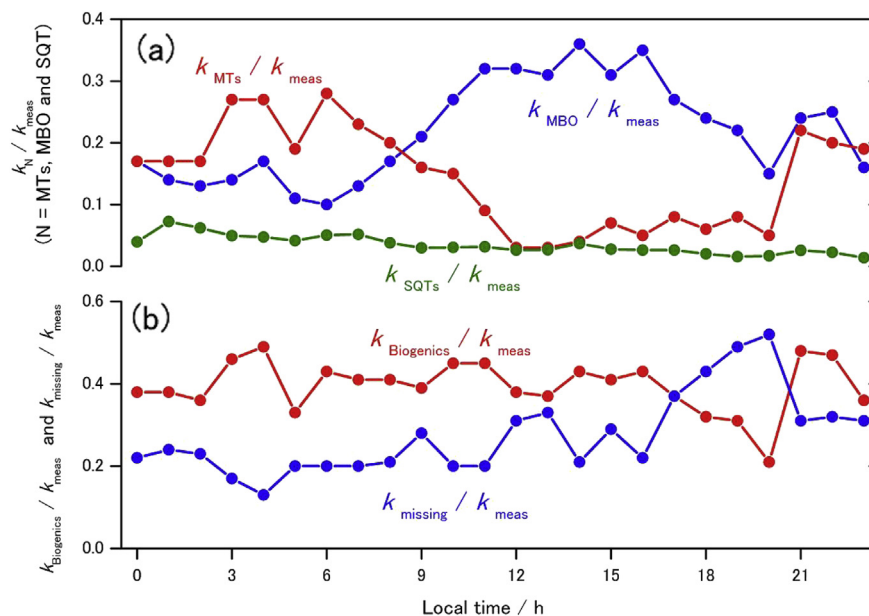 (a)
k MTs / k meas
k MBO / k meas
k SQTs / k meas
k N / k meas
(N = MTs, MBO and SQT)
0.4
0.3
0.2
0.1
0.0
(b)
k Biogenics / k meas
k missing / k meas
k Biogenics / k meas and k missing / k meas
0.6
0.4
0.2
0.0
0 3 6 9 12 15 18 21
Local time / h